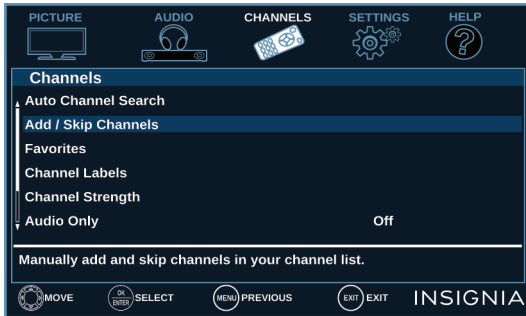 PICTURE AUDIO CHANNELS SETTINGS HELP
Channels
Auto Channel Search
Add / Skip Channels
Favorites
Channel Labels
Channel Strength
Audio Only Off
Manually add and skip channels in your channel list.
MOVE OK ENTER SELECT MENU PREVIOUS EXIT EXIT INSIGNIA